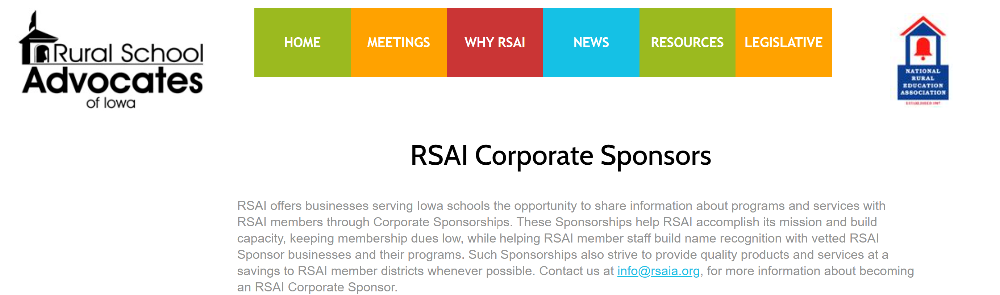 Rural School
Advocates
of Iowa
HOME
MEETINGS
WHY RSAI
NEWS
RESOURCES
LEGISLATIVE
NATIONAL
RURAL
EDUCATION
ASSOCIATION
ESTABLISHED 1907
RSAI Corporate Sponsors
RSAI offers businesses serving Iowa schools the opportunity to share information about programs and services with
RSAI members through Corporate Sponsorships. These Sponsorships help RSAI accomplish its mission and build
capacity, keeping membership dues low, while helping RSAI member staff build name recognition with vetted RSAI
Sponsor businesses and their programs. Such Sponsorships also strive to provide quality products and services at a
savings to RSAI member districts whenever possible. Contact us at info@rsaia.org, for more information about becoming
an RSAI Corporate Sponsor.